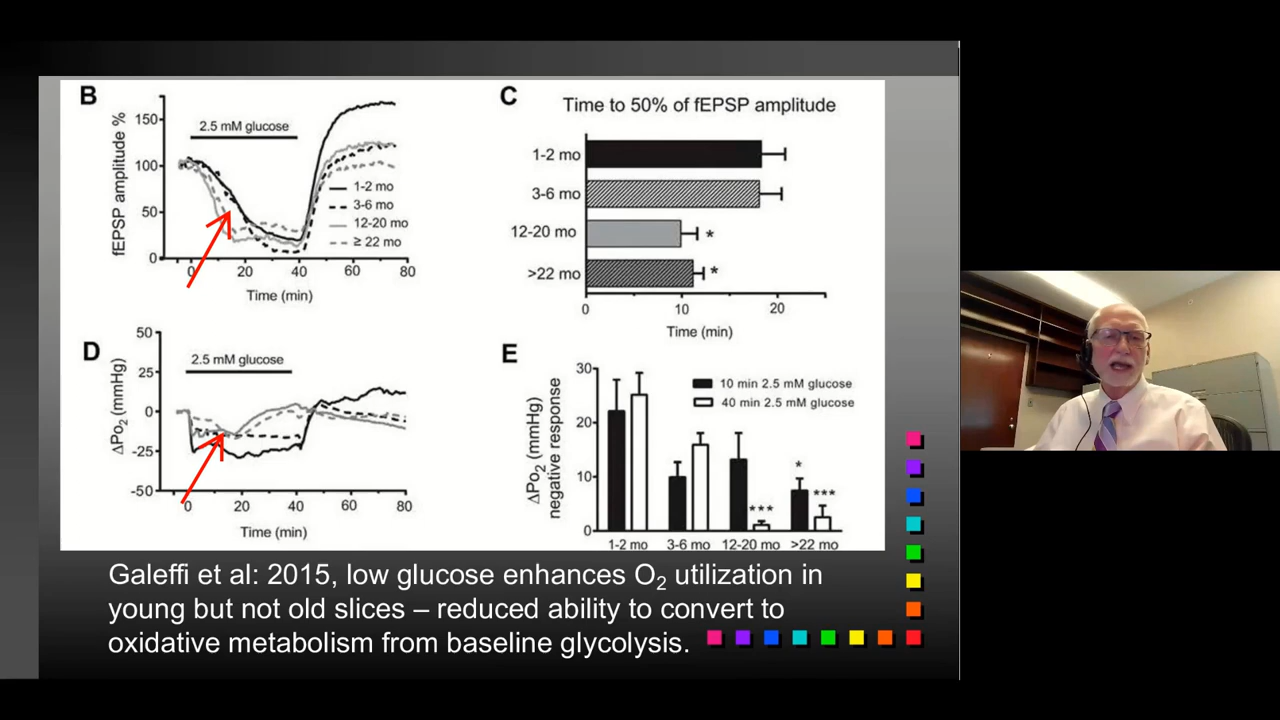 B
fEPSP amplitude %
150
100
50
0
2.5 mM glucose
1-2 mo
3-6 mo
12-20 mo
≥ 22 mo
0 20 40 60 80
Time (min)
C
Time to 50% of fEPSP amplitude
1-2 mo
3-6 mo
12-20 mo *
>22 mo *
0 10 20
Time (min)
D
ΔPo2 (mmHg)
50
25
0
-25
-50
2.5 mM glucose
0 20 40 60 80
Time (min)
E
ΔPo2 (mmHg)
negative response
30
20
10
0
10 min 2.5 mM glucose
40 min 2.5 mM glucose
***
*
***
1-2 mo 3-6 mo 12-20 mo >22 mo
Galeffi et al: 2015, low glucose enhances O2 utilization in
young but not old slices – reduced ability to convert to
oxidative metabolism from baseline glycolysis.